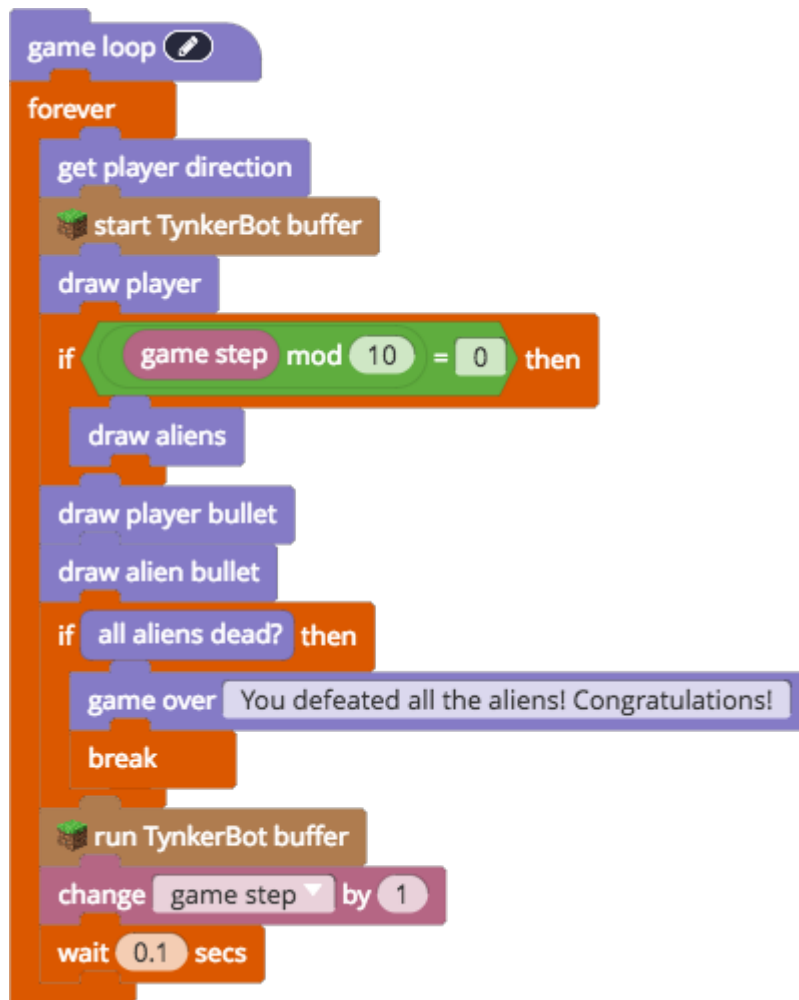 game loop
forever
get player direction
start TynkerBot buffer
draw player
if game step mod 10 = 0 then
draw aliens
draw player bullet
draw alien bullet
if all aliens dead? then
game over You defeated all the aliens! Congratulations!
break
run TynkerBot buffer
change game step by 1
wait 0.1 secs